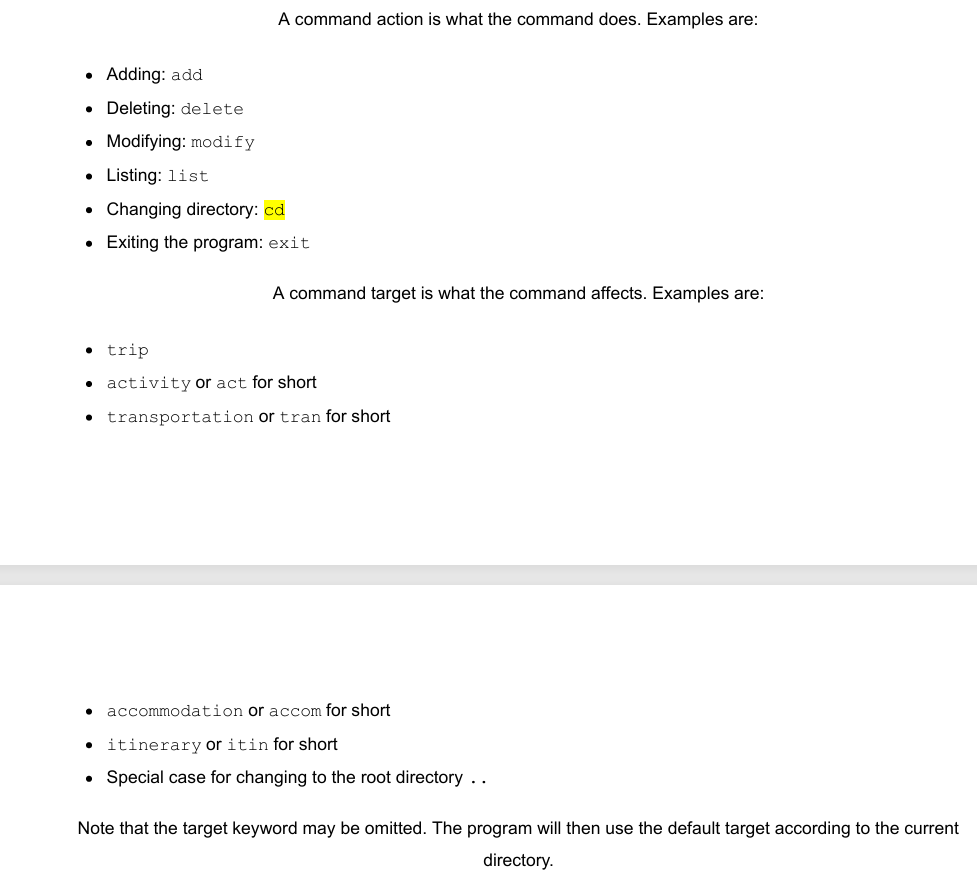 A command action is what the command does. Examples are:
• Adding: add
• Deleting: delete
• Modifying: modify
• Listing: list
• Changing directory: cd
• Exiting the program: exit
A command target is what the command affects. Examples are:
• trip
• activity or act for short
• transportation or tran for short
• accommodation or accom for short
• itinerary or itin for short
• Special case for changing to the root directory ..
Note that the target keyword may be omitted. The program will then use the default target according to the current
directory.